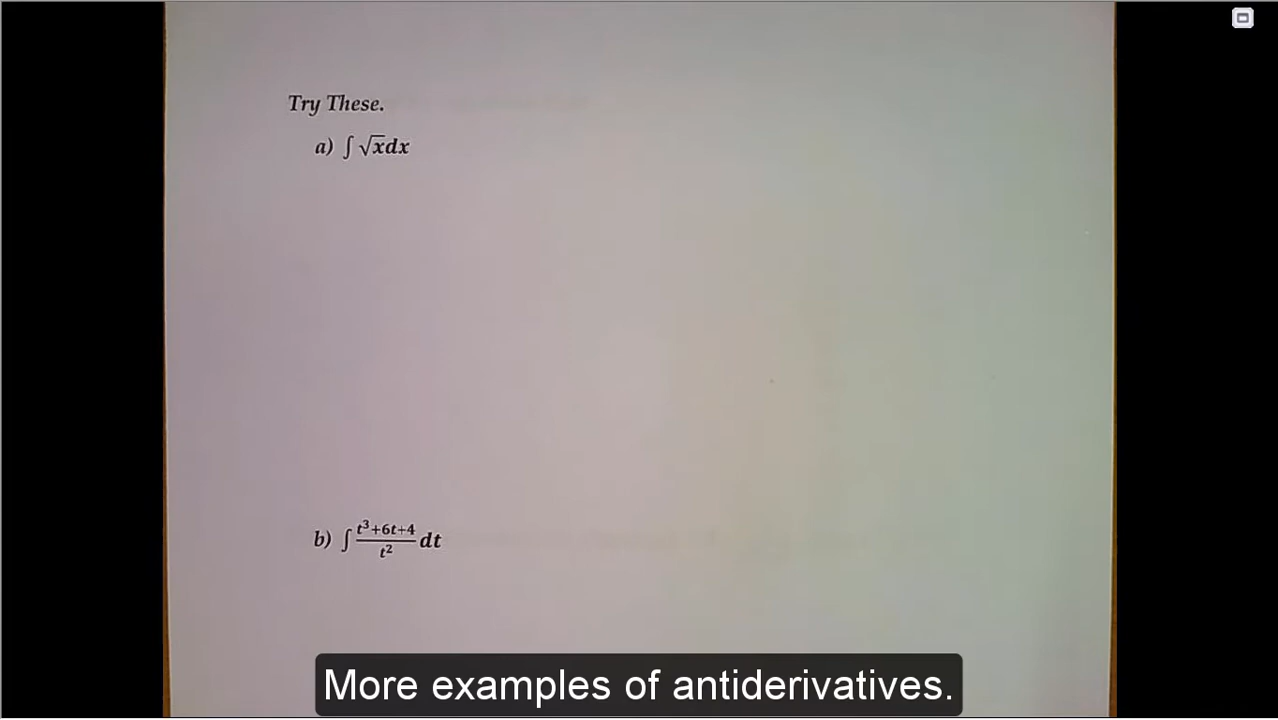 Try These.
a) ∫ √x dx
b) ∫ (t³+6t+4)/t² dt
More examples of antiderivatives.